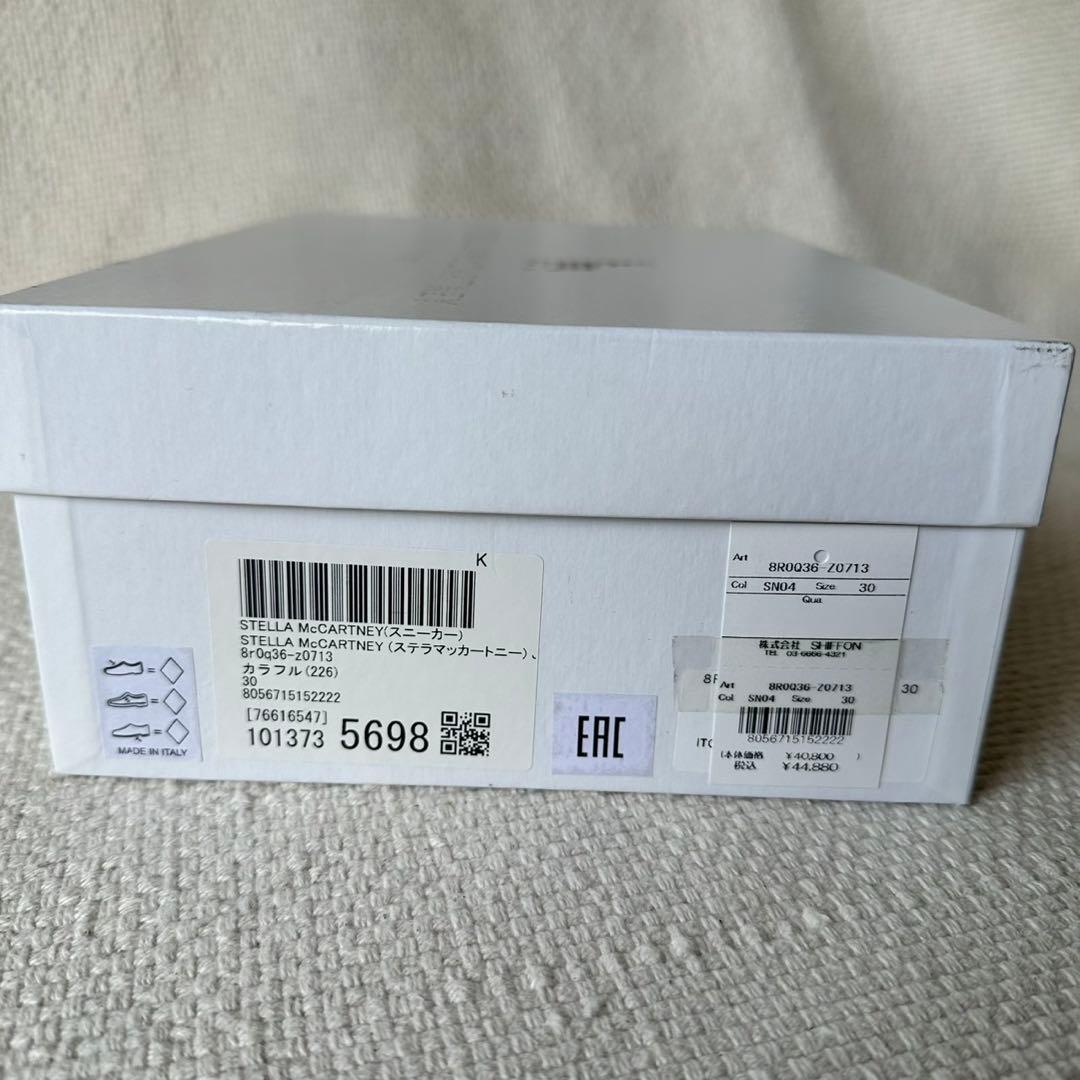 K
STELLA McCARTNEY(スニーカー)
STELLA McCARTNEY (ステラマッカートニー)、
8r0q36-z0713
カラフル(226)
30
8056715152222
[76616547]
101373 5698
MADE IN ITALY
EAC
Art 8R0Q36-Z0713
Col SN04 Size 30
Qua
株式会社 SHIFFON
TEL 03-6666-4321
Art 8R0Q36-Z0713
Col SN04 Size 30
8056715152222
(本体価格 ¥40,800 )
税込 ¥44,880
30